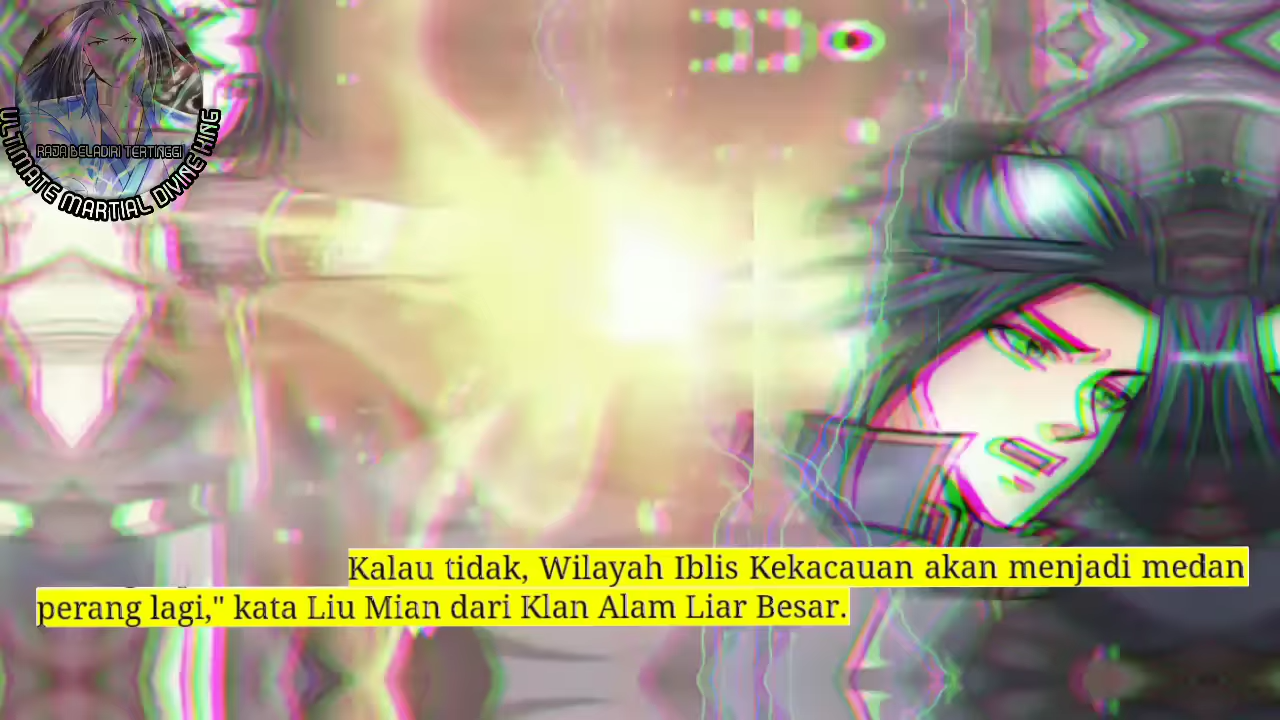 RAJA BELADIRI TERTINGGI
ULTIMATE MARTIAL DIVINE KING
Kalau tidak, Wilayah Iblis Kekacauan akan menjadi medan
perang lagi," kata Liu Mian dari Klan Alam Liar Besar.